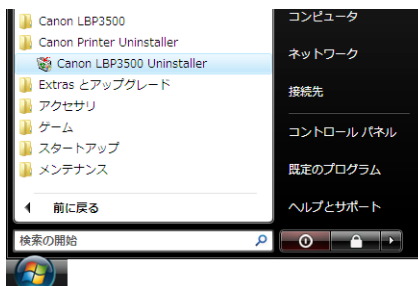 Canon LBP3500
Canon Printer Uninstaller
Canon LBP3500 Uninstaller
Extras とアップグレード
アクセサリ
ゲーム
スタートアップ
メンテナンス
前に戻る
検索の開始
コンピュータ
ネットワーク
接続先
コントロール パネル
既定のプログラム
ヘルプとサポート